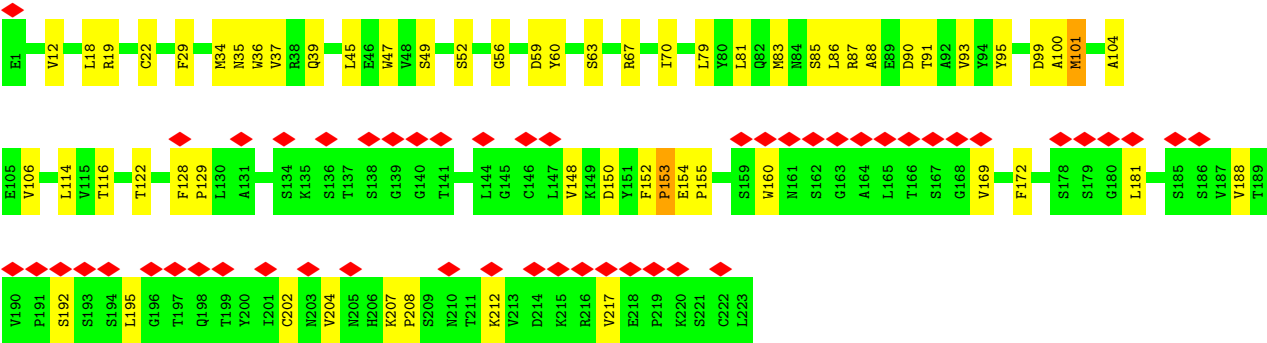 E1 V12 L18 R19 C22 F29 M34 N35 W36 V37 R38 Q39 L45 E46 W47 V48 S49 S52 G56 D59 Y60 S63 R67 I70 L79 Y80 L81 Q82 M83 N84 S85 L86 R87 A88 E89 D90 T91 A92 V93 Y94 Y95 D99 A100 M101 A104
E105 V106 L114 V115 T116 T122 F128 P129 L130 A131 S134 K135 S136 T137 S138 G139 G140 T141 L144 G145 C146 L147 V148 K149 D150 Y151 F152 P153 E154 P155 S159 W160 N161 S162 G163 A164 L165 T166 S167 G168 V169 F172 S178 S179 G180 L181 S185 S186 V187 V188 T189
V190 P191 S192 S193 S194 L195 G196 T197 Q198 T199 Y200 I201 C202 N203 V204 N205 H206 K207 P208 S209 N210 T211 K212 V213 D214 K215 R216 V217 E218 P219 K220 S221 C222 L223